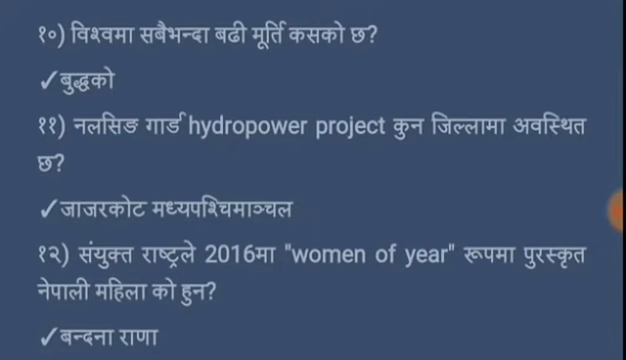 १०) विश्वमा सबैभन्दा बढी मूर्ति कसको छ?
✓बुद्धको
११) नलसिङ गार्ड hydropower project कुन जिल्लामा अवस्थित
छ?
✓जाजरकोट मध्यपश्चिमाञ्चल
१२) संयुक्त राष्ट्रले 2016मा "women of year" रूपमा पुरस्कृत
नेपाली महिला को हुन?
✓बन्दना राणा